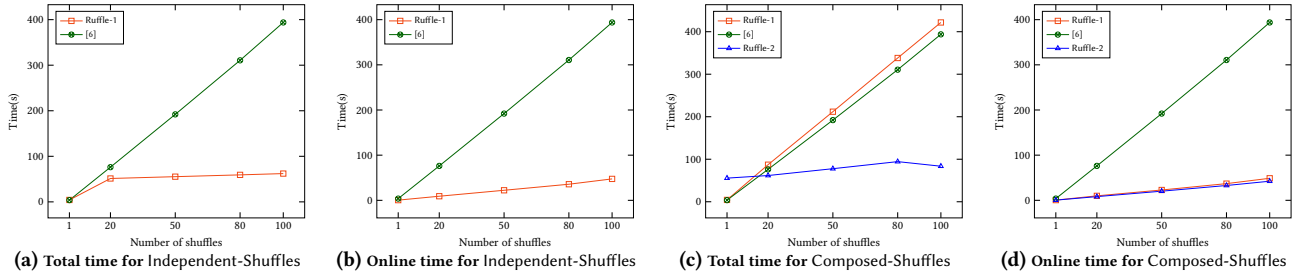 400
300
200
100
0
Time(s)
Ruffle-1
[6]
1
20
50
80
100
Number of shuffles
(a) Total time for Independent-Shuffles
400
300
200
100
0
Time(s)
Ruffle-1
[6]
1
20
50
80
100
Number of shuffles
(b) Online time for Independent-Shuffles
400
300
200
100
0
Time(s)
Ruffle-1
[6]
Ruffle-2
1
20
50
80
100
Number of shuffles
(c) Total time for Composed-Shuffles
400
300
200
100
0
Time(s)
Ruffle-1
[6]
Ruffle-2
1
20
50
80
100
Number of shuffles
(d) Online time for Composed-Shuffles